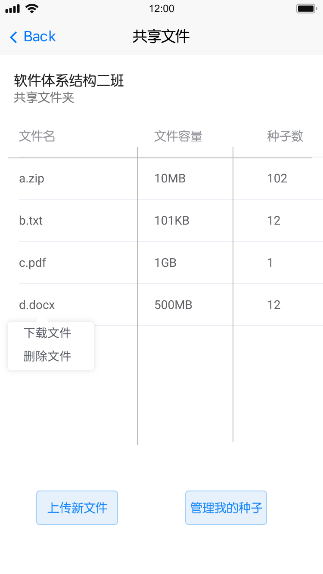 12:00
Back 共享文件
软件体系结构二班
共享文件夹
文件名 文件容量 种子数
a.zip 10MB 102
b.txt 101KB 12
c.pdf 1GB 1
d.docx 500MB 12
下载文件
删除文件
上传新文件 管理我的种子